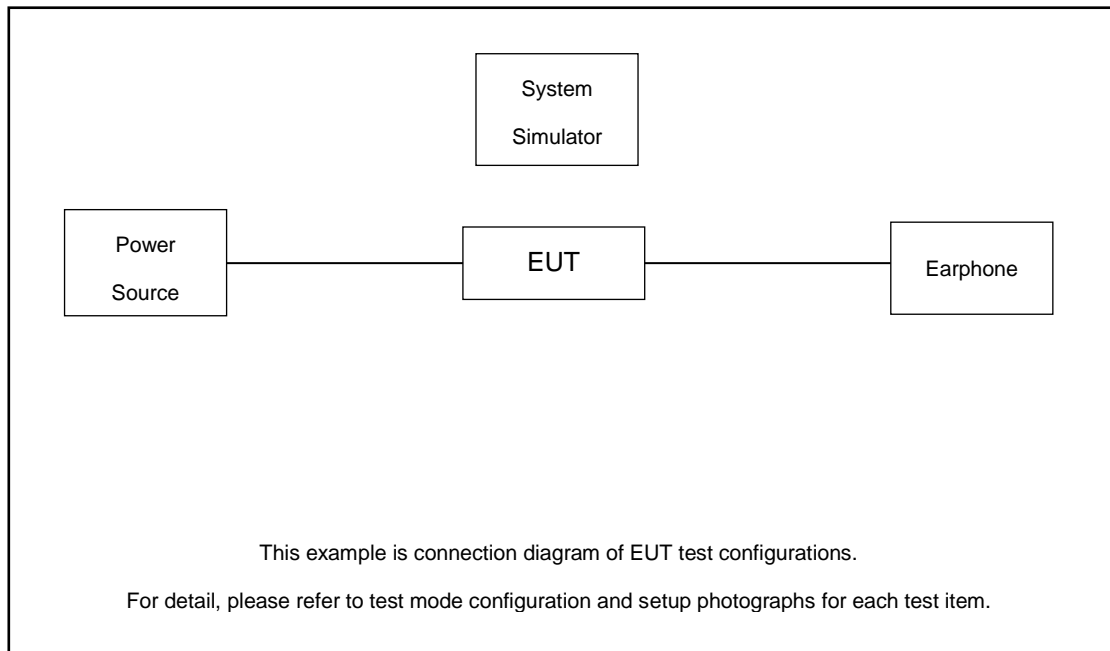 System
Simulator
Power
Source
EUT
Earphone
This example is connection diagram of EUT test configurations.
For detail, please refer to test mode configuration and setup photographs for each test item.